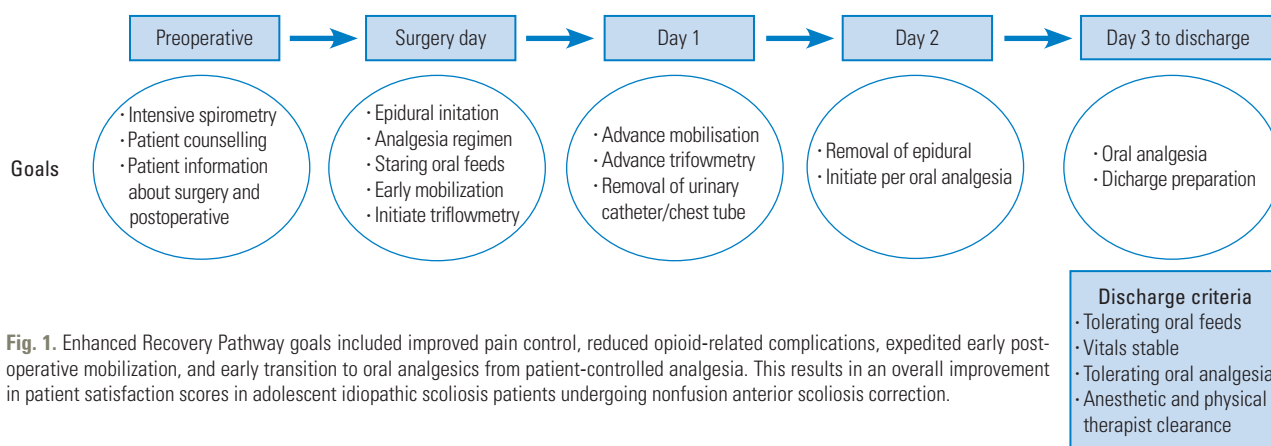 Preoperative
Surgery day
Day 1
Day 2
Day 3 to discharge
Goals
· Intensive spirometry
· Patient counselling
· Patient information
about surgery and
postoperative
· Epidural initation
· Analgesia regimen
· Staring oral feeds
· Early mobilization
· Initiate triflowmetry
· Advance mobilisation
· Advance trifowmetry
· Removal of urinary
catheter/chest tube
· Removal of epidural
· Initiate per oral analgesia
· Oral analgesia
· Dicharge preparation
Discharge criteria
· Tolerating oral feeds
· Vitals stable
· Tolerating oral analgesia
· Anesthetic and physical
therapist clearance
Fig. 1. Enhanced Recovery Pathway goals included improved pain control, reduced opioid-related complications, expedited early post-
operative mobilization, and early transition to oral analgesics from patient-controlled analgesia. This results in an overall improvement
in patient satisfaction scores in adolescent idiopathic scoliosis patients undergoing nonfusion anterior scoliosis correction.